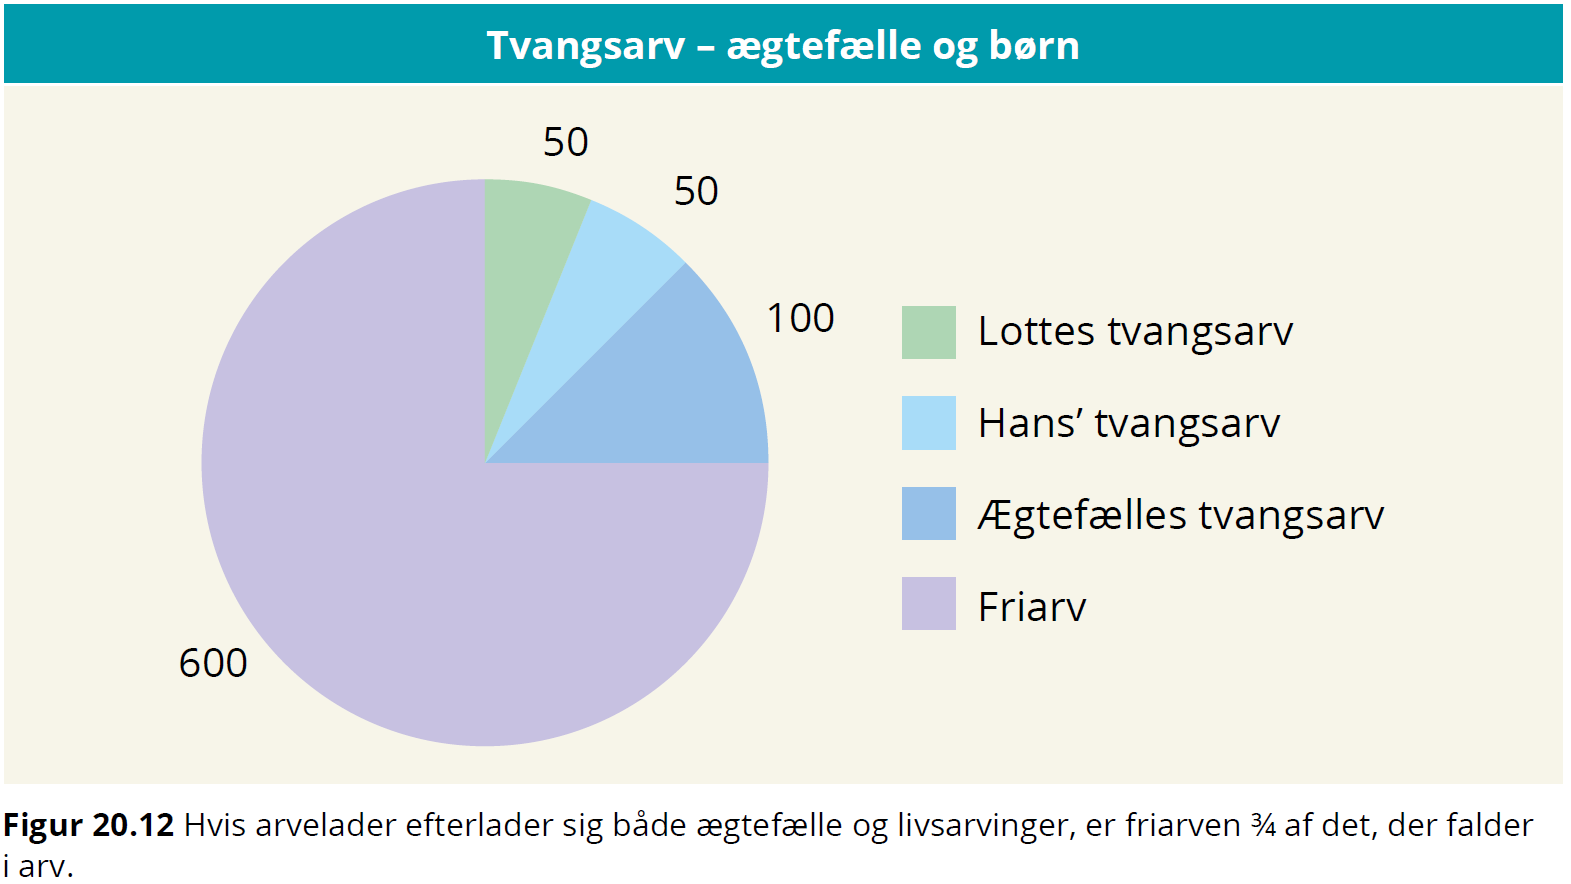 Tvangsarv – ægtefælle og børn
50
50
100
600
Lottes tvangsarv
Hans’ tvangsarv
Ægtefælles tvangsarv
Friarv
Figur 20.12 Hvis arvelader efterlader sig både ægtefælle og livsarvinger, er friarven ¾ af det, der falder
i arv.